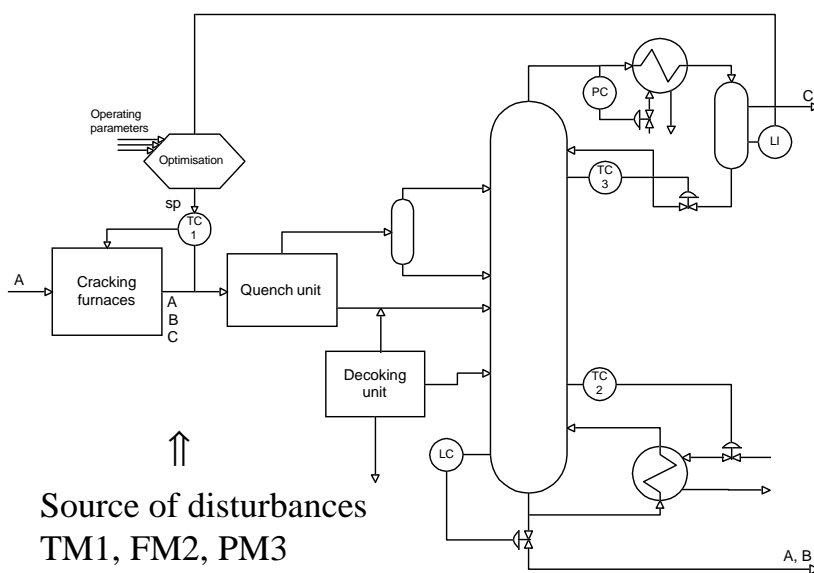 C
PC
LI
Operating
parameters
Optimisation
TC
3
sp
TC
1
A
Cracking
furnaces
Quench unit
A
B
C
Decoking
unit
TC
2
LC
⇑
Source of disturbances
TM1, FM2, PM3
A, B